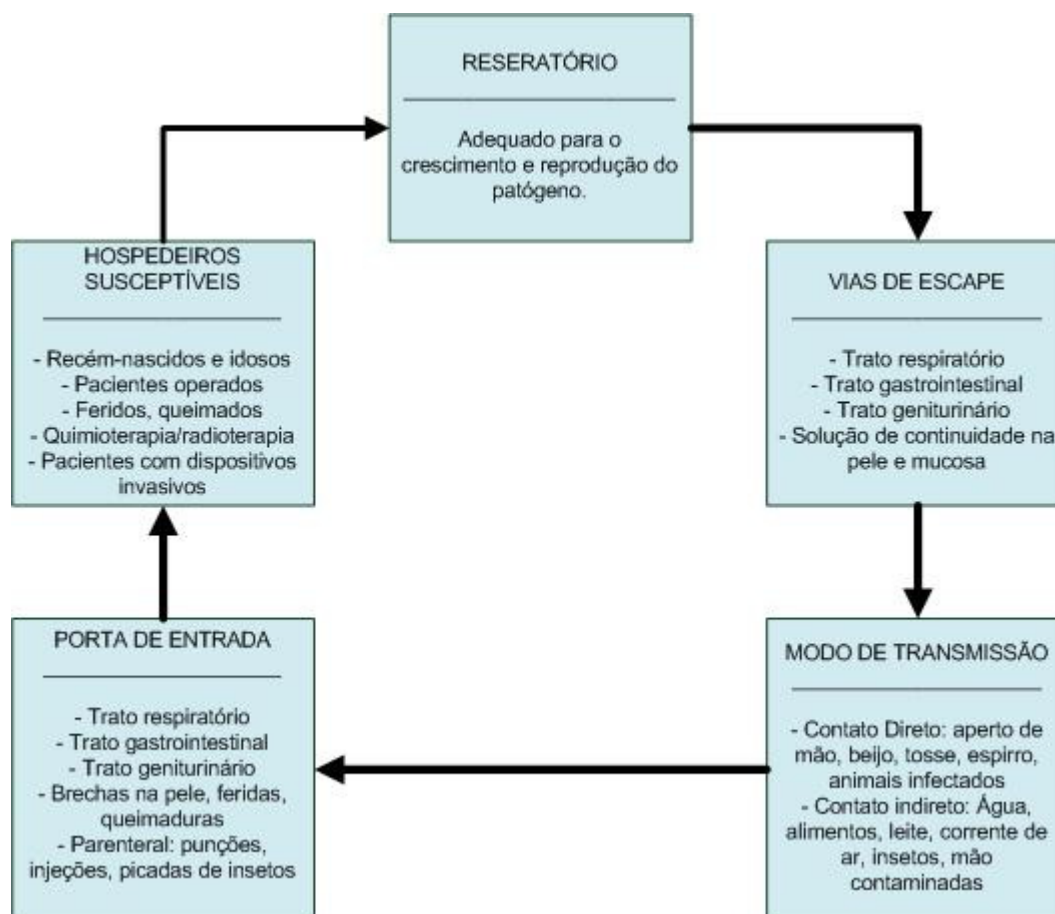 RESERATÓRIO
Adequado para o
crescimento e reprodução do
patógeno.
HOSPEDEIROS
SUSCEPTÍVEIS
- Recém-nascidos e idosos
- Pacientes operados
- Feridos, queimados
- Quimioterapia/radioterapia
- Pacientes com dispositivos
invasivos
VIAS DE ESCAPE
- Trato respiratório
- Trato gastrointestinal
- Trato geniturinário
- Solução de continuidade na
pele e mucosa
PORTA DE ENTRADA
- Trato respiratório
- Trato gastrointestinal
- Trato geniturinário
- Brechas na pele, feridas,
queimaduras
- Parenteral: punções,
injeções, picadas de insetos
MODO DE TRANSMISSÃO
- Contato Direto: aperto de
mão, beijo, tosse, espirro,
animais infectados
- Contato indireto: Água,
alimentos, leite, corrente de
ar, insetos, mão
contaminadas